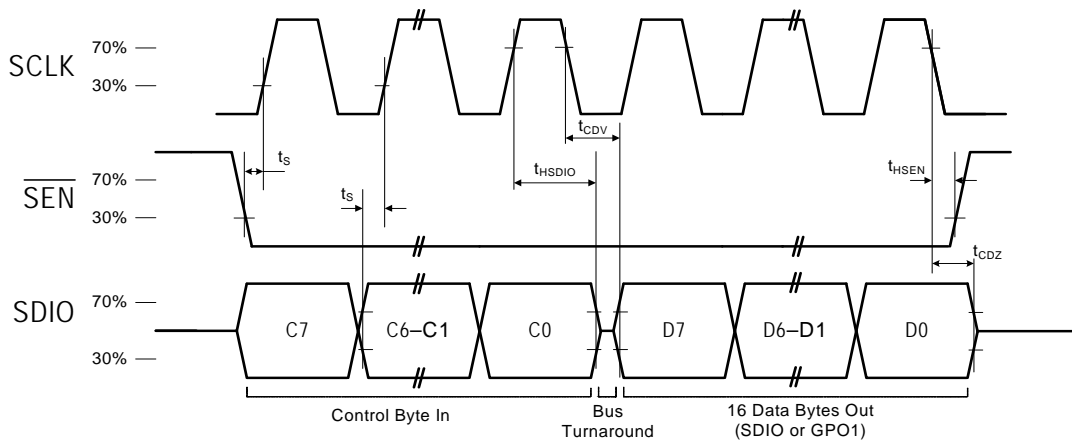 SCLK
70%
30%
tS
tCDV
tHSDIO
SEN
70%
30%
tS
tHSEN
tCDZ
SDIO
70%
30%
C7
C6–C1
C0
D7
D6–D1
D0
Control Byte In
Bus
Turnaround
16 Data Bytes Out
(SDIO or GPO1)